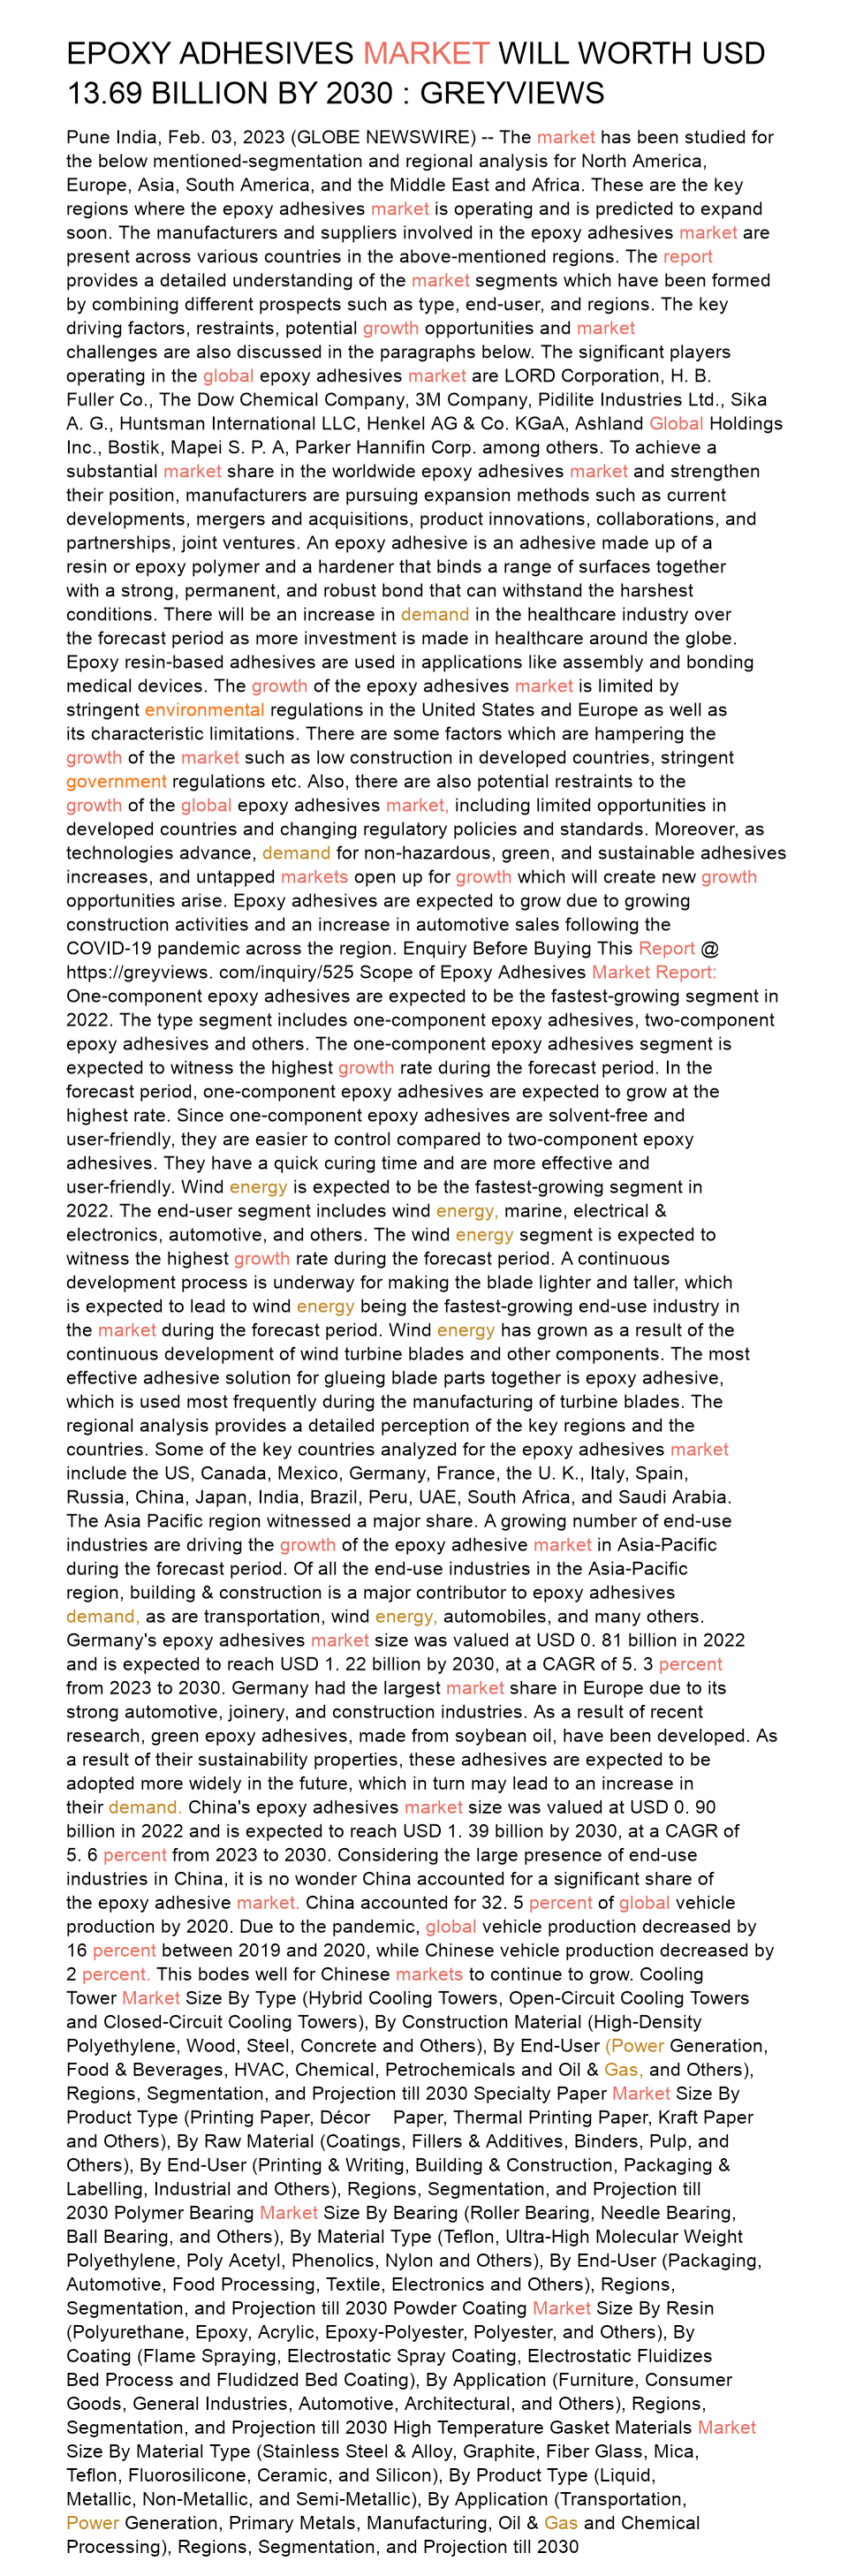 EPOXY ADHESIVES MARKET WILL WORTH USD
13.69 BILLION BY 2030 : GREYVIEWS
Pune India, Feb. 03, 2023 (GLOBE NEWSWIRE) -- The market has been studied for
the below mentioned-segmentation and regional analysis for North America,
Europe, Asia, South America, and the Middle East and Africa. These are the key
regions where the epoxy adhesives market is operating and is predicted to expand
soon. The manufacturers and suppliers involved in the epoxy adhesives market are
present across various countries in the above-mentioned regions. The report
provides a detailed understanding of the market segments which have been formed
by combining different prospects such as type, end-user, and regions. The key
driving factors, restraints, potential growth opportunities and market
challenges are also discussed in the paragraphs below. The significant players
operating in the global epoxy adhesives market are LORD Corporation, H. B.
Fuller Co., The Dow Chemical Company, 3M Company, Pidilite Industries Ltd., Sika
A. G., Huntsman International LLC, Henkel AG & Co. KGaA, Ashland Global Holdings
Inc., Bostik, Mapei S. P. A, Parker Hannifin Corp. among others. To achieve a
substantial market share in the worldwide epoxy adhesives market and strengthen
their position, manufacturers are pursuing expansion methods such as current
developments, mergers and acquisitions, product innovations, collaborations, and
partnerships, joint ventures. An epoxy adhesive is an adhesive made up of a
resin or epoxy polymer and a hardener that binds a range of surfaces together
with a strong, permanent, and robust bond that can withstand the harshest
conditions. There will be an increase in demand in the healthcare industry over
the forecast period as more investment is made in healthcare around the globe.
Epoxy resin-based adhesives are used in applications like assembly and bonding
medical devices. The growth of the epoxy adhesives market is limited by
stringent environmental regulations in the United States and Europe as well as
its characteristic limitations. There are some factors which are hampering the
growth of the market such as low construction in developed countries, stringent
government regulations etc. Also, there are also potential restraints to the
growth of the global epoxy adhesives market, including limited opportunities in
developed countries and changing regulatory policies and standards. Moreover, as
technologies advance, demand for non-hazardous, green, and sustainable adhesives
increases, and untapped markets open up for growth which will create new growth
opportunities arise. Epoxy adhesives are expected to grow due to growing
construction activities and an increase in automotive sales following the
COVID-19 pandemic across the region. Enquiry Before Buying This Report @
https://greyviews. com/inquiry/525 Scope of Epoxy Adhesives Market Report:
One-component epoxy adhesives are expected to be the fastest-growing segment in
2022. The type segment includes one-component epoxy adhesives, two-component
epoxy adhesives and others. The one-component epoxy adhesives segment is
expected to witness the highest growth rate during the forecast period. In the
forecast period, one-component epoxy adhesives are expected to grow at the
highest rate. Since one-component epoxy adhesives are solvent-free and
user-friendly, they are easier to control compared to two-component epoxy
adhesives. They have a quick curing time and are more effective and
user-friendly. Wind energy is expected to be the fastest-growing segment in
2022. The end-user segment includes wind energy, marine, electrical &
electronics, automotive, and others. The wind energy segment is expected to
witness the highest growth rate during the forecast period. A continuous
development process is underway for making the blade lighter and taller, which
is expected to lead to wind energy being the fastest-growing end-use industry in
the market during the forecast period. Wind energy has grown as a result of the
continuous development of wind turbine blades and other components. The most
effective adhesive solution for glueing blade parts together is epoxy adhesive,
which is used most frequently during the manufacturing of turbine blades. The
regional analysis provides a detailed perception of the key regions and the
countries. Some of the key countries analyzed for the epoxy adhesives market
include the US, Canada, Mexico, Germany, France, the U. K., Italy, Spain,
Russia, China, Japan, India, Brazil, Peru, UAE, South Africa, and Saudi Arabia.
The Asia Pacific region witnessed a major share. A growing number of end-use
industries are driving the growth of the epoxy adhesive market in Asia-Pacific
during the forecast period. Of all the end-use industries in the Asia-Pacific
region, building & construction is a major contributor to epoxy adhesives
demand, as are transportation, wind energy, automobiles, and many others.
Germany's epoxy adhesives market size was valued at USD 0. 81 billion in 2022
and is expected to reach USD 1. 22 billion by 2030, at a CAGR of 5. 3 percent
from 2023 to 2030. Germany had the largest market share in Europe due to its
strong automotive, joinery, and construction industries. As a result of recent
research, green epoxy adhesives, made from soybean oil, have been developed. As
a result of their sustainability properties, these adhesives are expected to be
adopted more widely in the future, which in turn may lead to an increase in
their demand. China's epoxy adhesives market size was valued at USD 0. 90
billion in 2022 and is expected to reach USD 1. 39 billion by 2030, at a CAGR of
5. 6 percent from 2023 to 2030. Considering the large presence of end-use
industries in China, it is no wonder China accounted for a significant share of
the epoxy adhesive market. China accounted for 32. 5 percent of global vehicle
production by 2020. Due to the pandemic, global vehicle production decreased by
16 percent between 2019 and 2020, while Chinese vehicle production decreased by
2 percent. This bodes well for Chinese markets to continue to grow. Cooling
Tower Market Size By Type (Hybrid Cooling Towers, Open-Circuit Cooling Towers
and Closed-Circuit Cooling Towers), By Construction Material (High-Density
Polyethylene, Wood, Steel, Concrete and Others), By End-User (Power Generation,
Food & Beverages, HVAC, Chemical, Petrochemicals and Oil & Gas, and Others),
Regions, Segmentation, and Projection till 2030 Specialty Paper Market Size By
Product Type (Printing Paper, Décor Paper, Thermal Printing Paper, Kraft Paper
and Others), By Raw Material (Coatings, Fillers & Additives, Binders, Pulp, and
Others), By End-User (Printing & Writing, Building & Construction, Packaging &
Labelling, Industrial and Others), Regions, Segmentation, and Projection till
2030 Polymer Bearing Market Size By Bearing (Roller Bearing, Needle Bearing,
Ball Bearing, and Others), By Material Type (Teflon, Ultra-High Molecular Weight
Polyethylene, Poly Acetyl, Phenolics, Nylon and Others), By End-User (Packaging,
Automotive, Food Processing, Textile, Electronics and Others), Regions,
Segmentation, and Projection till 2030 Powder Coating Market Size By Resin
(Polyurethane, Epoxy, Acrylic, Epoxy-Polyester, Polyester, and Others), By
Coating (Flame Spraying, Electrostatic Spray Coating, Electrostatic Fluidizes
Bed Process and Fludidzed Bed Coating), By Application (Furniture, Consumer
Goods, General Industries, Automotive, Architectural, and Others), Regions,
Segmentation, and Projection till 2030 High Temperature Gasket Materials Market
Size By Material Type (Stainless Steel & Alloy, Graphite, Fiber Glass, Mica,
Teflon, Fluorosilicone, Ceramic, and Silicon), By Product Type (Liquid,
Metallic, Non-Metallic, and Semi-Metallic), By Application (Transportation,
Power Generation, Primary Metals, Manufacturing, Oil & Gas and Chemical
Processing), Regions, Segmentation, and Projection till 2030